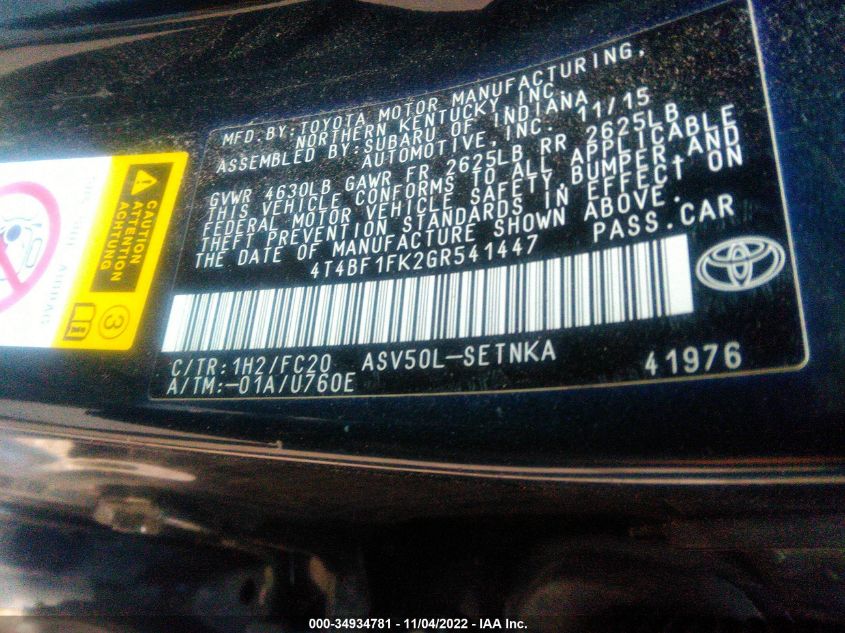 MFD.BY:TOYOTA MOTOR MANUFACTURING,
NORTHERN KENTUCKY INC.
ASSEMBLED BY:SUBARU OF INDIANA
AUTOMOTIVE, INC. 11/15
GVWR 4630LB GAWR FR 2625LB RR 2625LB
THIS VEHICLE CONFORMS TO ALL APPLICABLE
FEDERAL MOTOR VEHICLE SAFETY, BUMPER,AND
THEFT PREVENTION STANDARDS IN EFFECT ON
THE DATE OF MANUFACTURE SHOWN ABOVE.
4T4BF1FK2GR541447 PASS.CAR
C/TR:1H2/FC20 ASV50L-SETNKA 41976
A/TM:-01A/U760E
CAUTION
ATTENTION
ACHTUNG
3
000-34934781 - 11/04/2022 - IAA Inc.